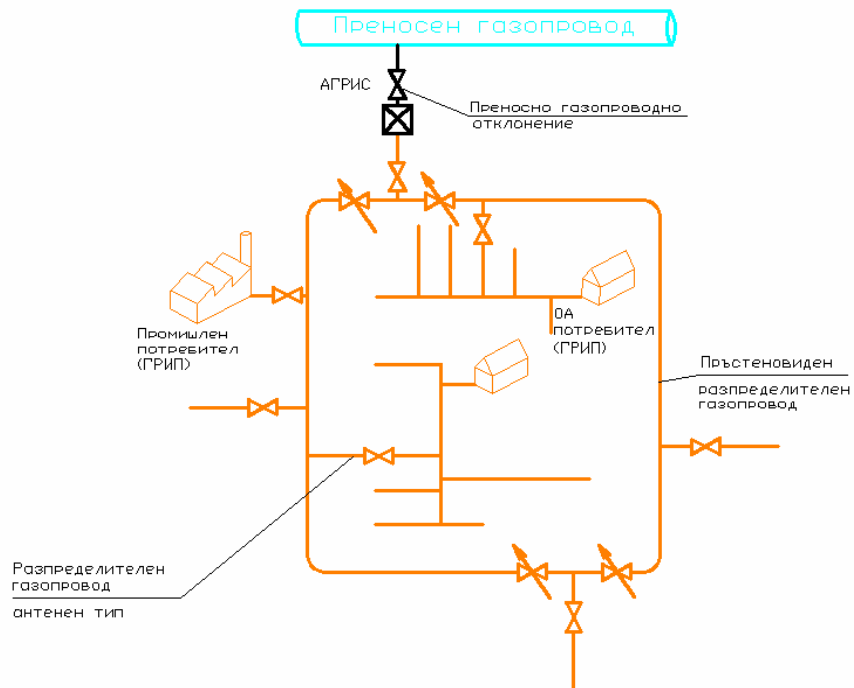 Преносен газопровод
АГРИС
Преносно газопроводно
отклонение
Промишлен
потребител
(ГРИП)
ОА
потребител
(ГРИП)
Пръстеновиден
разпределителен
газопровод
Разпределителен
газопровод
антенен тип